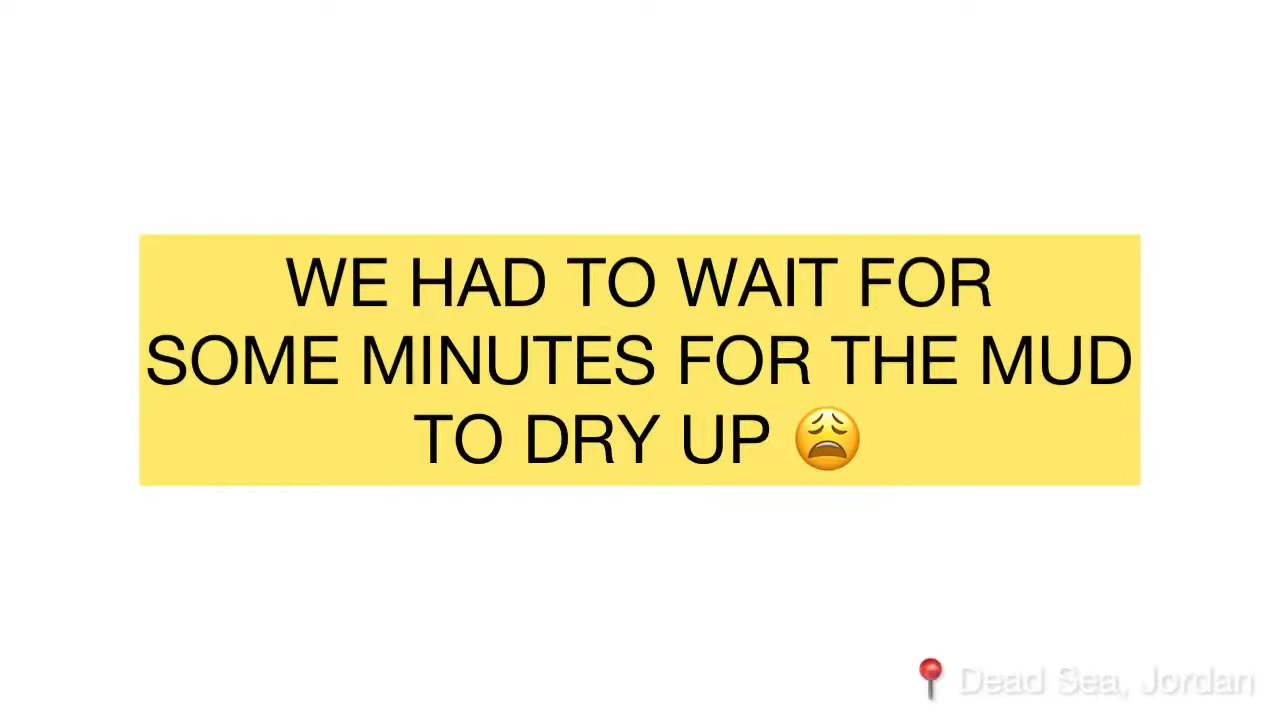 WE HAD TO WAIT FOR
SOME MINUTES FOR THE MUD
TO DRY UP 😩
📍 Dead Sea, Jordan